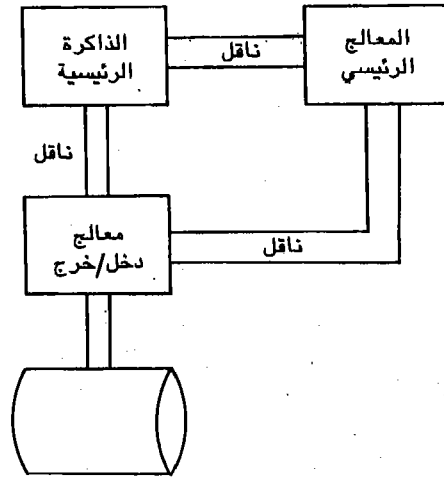 المعالج
الرئيسي
ناقل
الذاكرة
الرئيسية
ناقل
معالج
دخل/خرج
ناقل